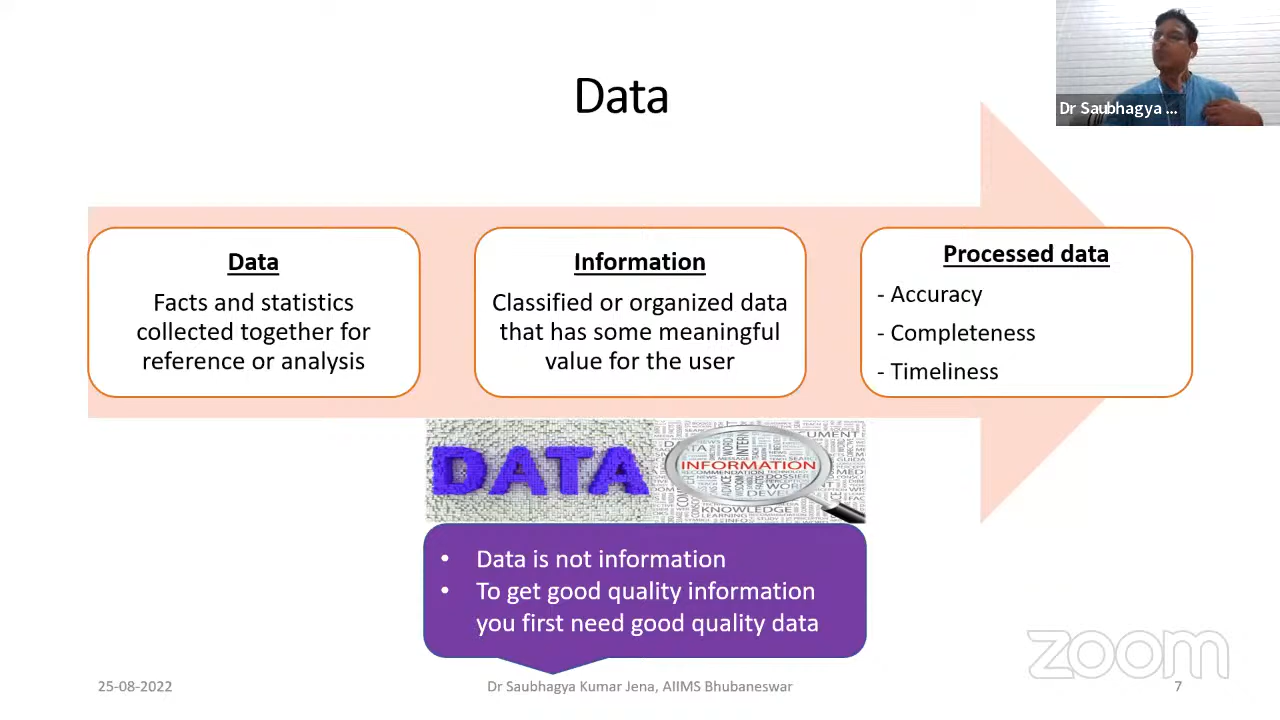 Data
Dr Saubhagya ...
Data
Facts and statistics
collected together for
reference or analysis
Information
Classified or organized data
that has some meaningful
value for the user
Processed data
- Accuracy
- Completeness
- Timeliness
DATA
INFORMATION
RECOMMENDATION
KNOWLEDGE
• Data is not information
• To get good quality information
you first need good quality data
zoom
25-08-2022
Dr Saubhagya Kumar Jena, AIIMS Bhubaneswar
7